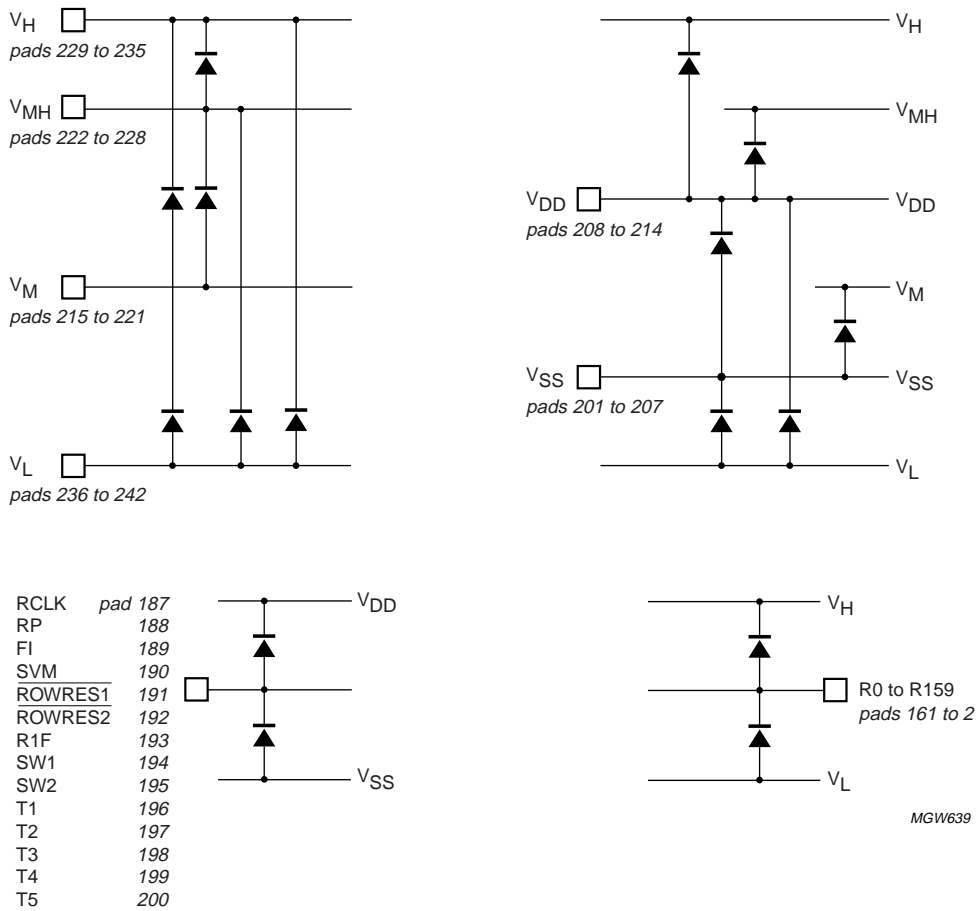 VH
pads 229 to 235
VMH
pads 222 to 228
VM
pads 215 to 221
VL
pads 236 to 242
VH
VMH
VDD
pads 208 to 214
VDD
VM
VSS
pads 201 to 207
VSS
VL
RCLK pad 187
RP 188
FI 189
SVM 190
ROWRES1 191
ROWRES2 192
R1F 193
SW1 194
SW2 195
T1 196
T2 197
T3 198
T4 199
T5 200
VDD
VSS
VH
R0 to R159
pads 161 to 2
VL
MGW639